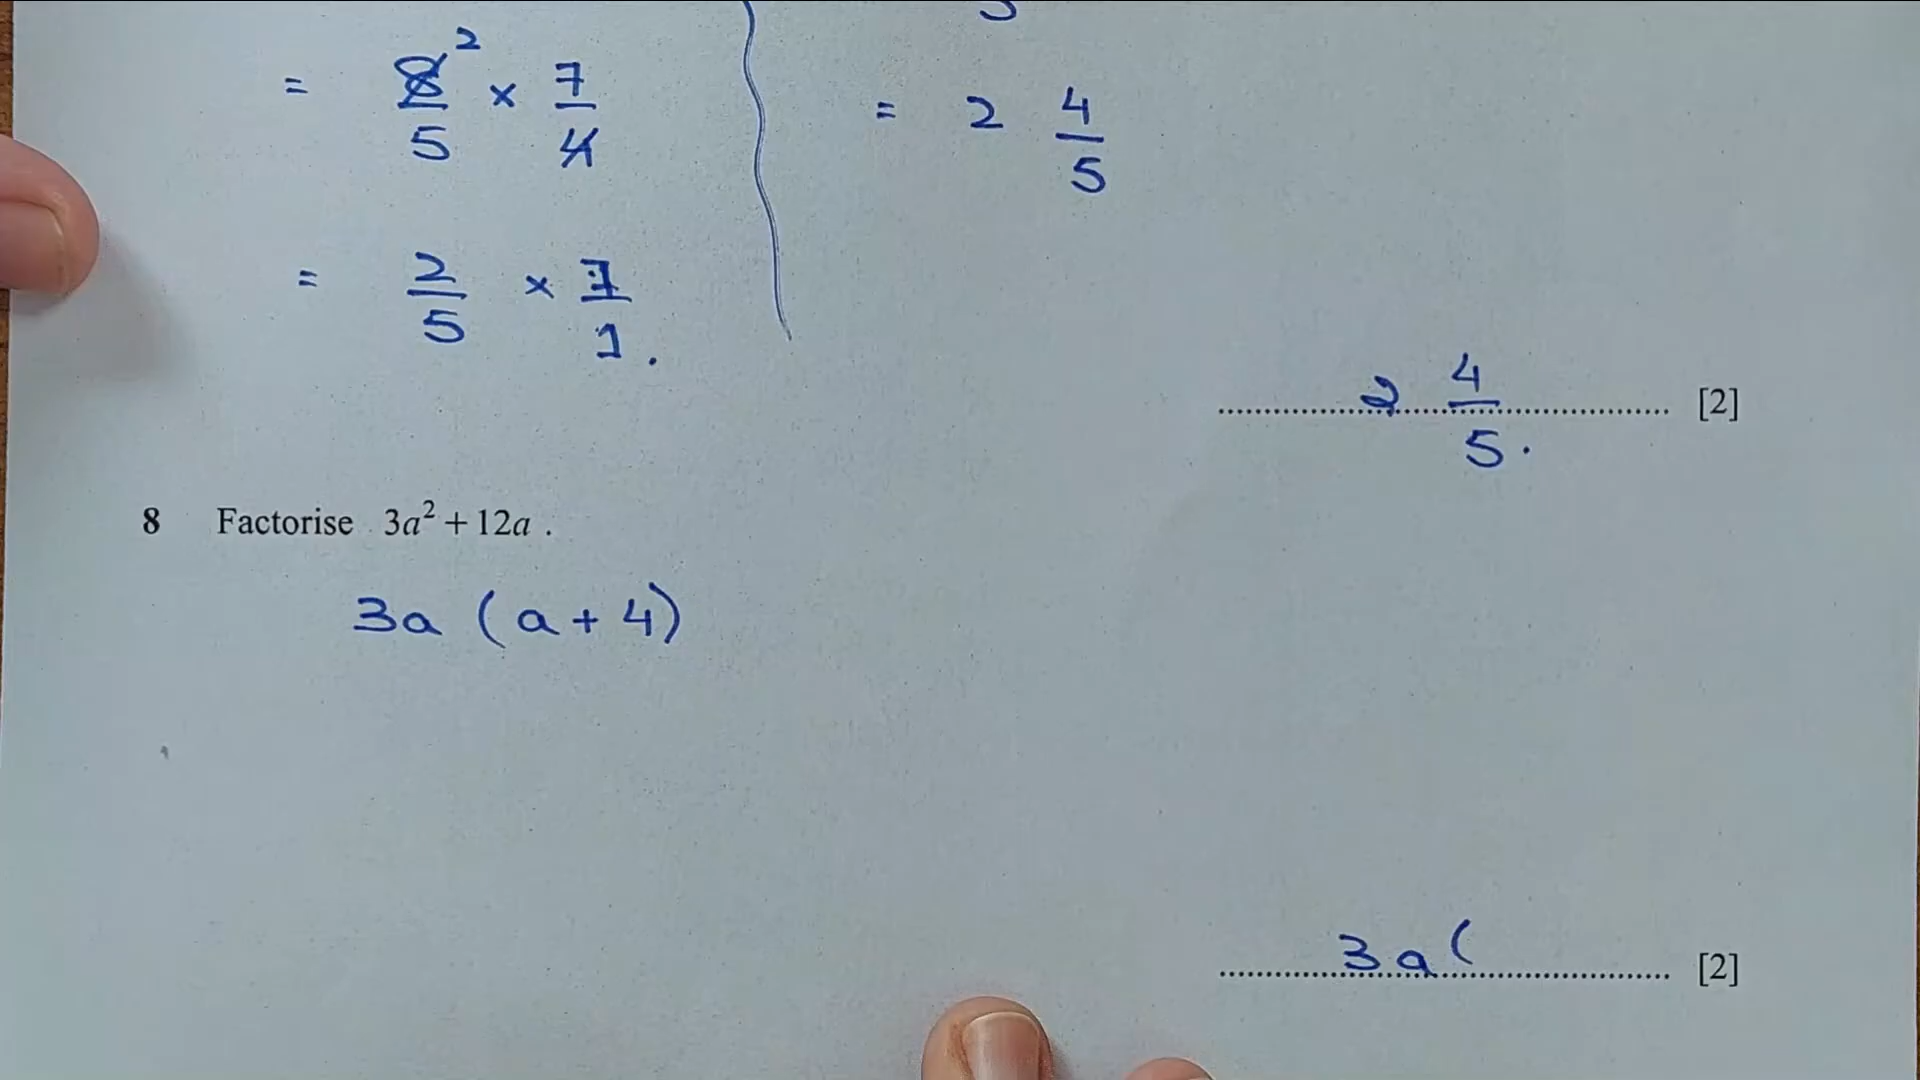 = 8/5 ² × 7/4
= 2 4/5
= 2/5 × 7/1 .
2 4/5 . [2]
8 Factorise 3a² + 12a .
3a (a + 4)
3a ( [2]